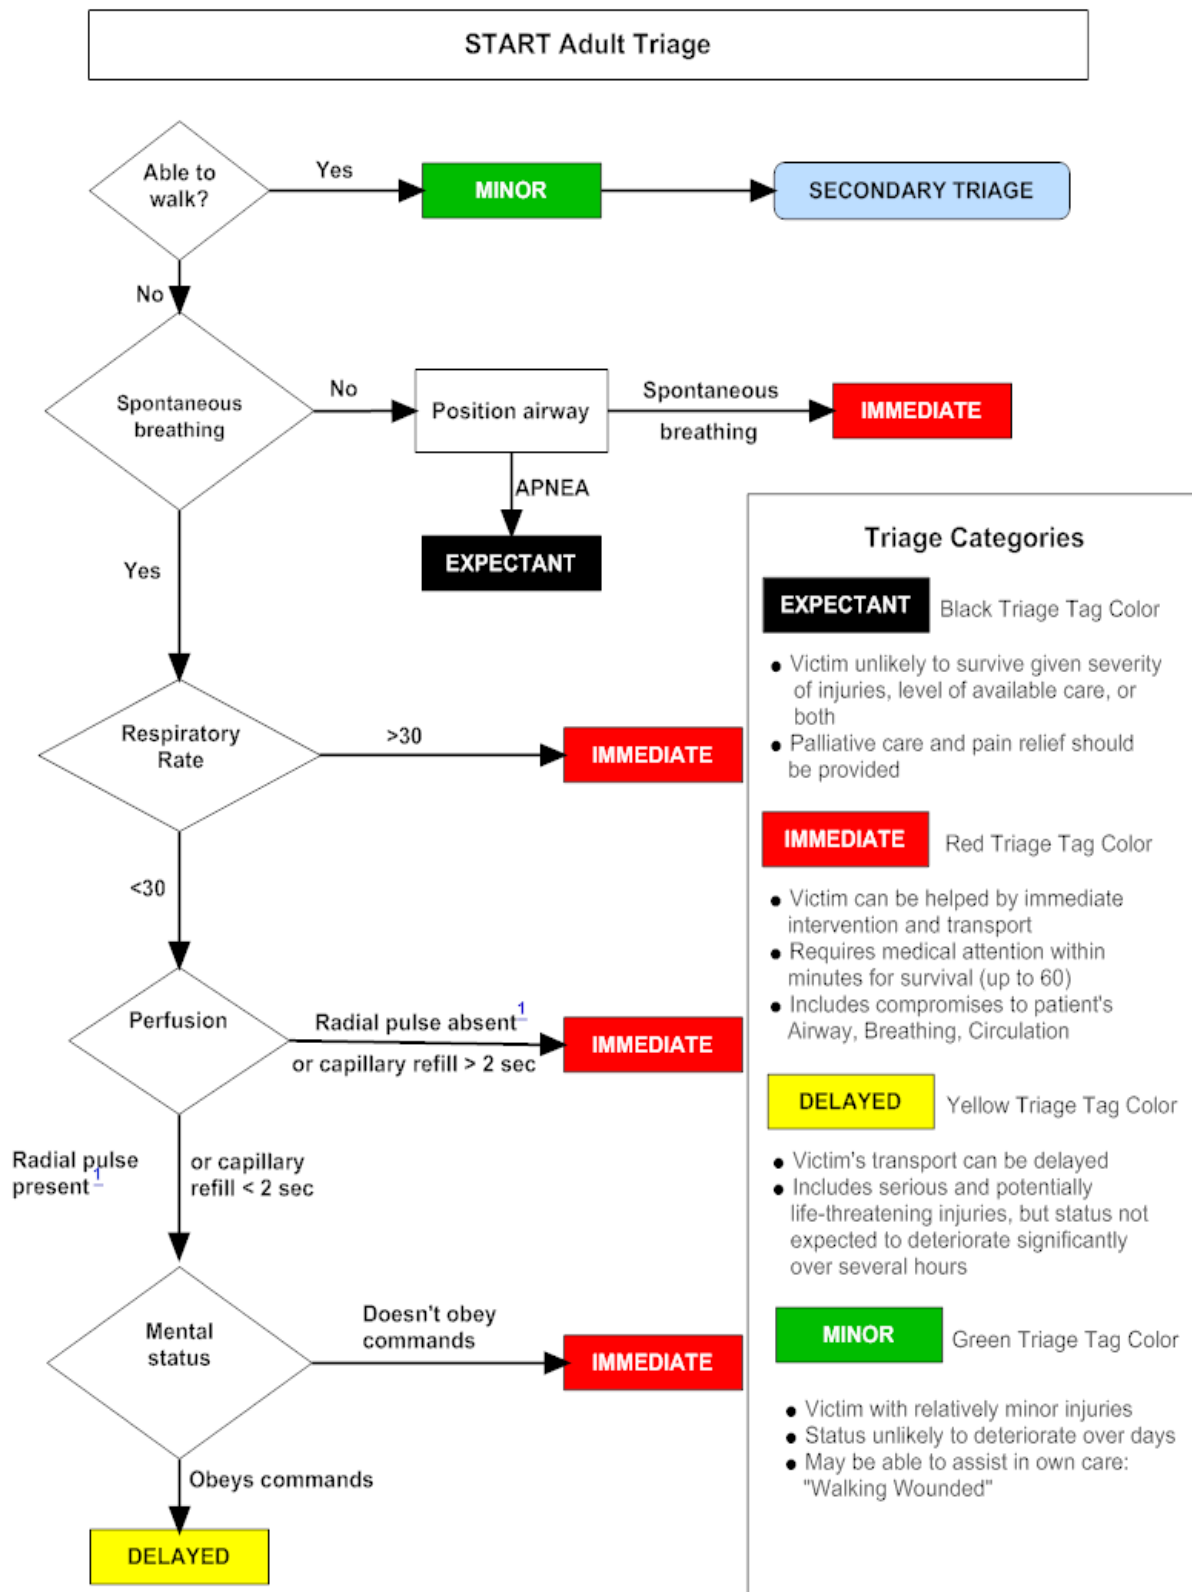 START Adult Triage
Able to
walk?
Yes
MINOR
SECONDARY TRIAGE
No
Spontaneous
breathing
No
Position airway
Spontaneous
breathing
IMMEDIATE
APNEA
EXPECTANT
Yes
Respiratory
Rate
>30
IMMEDIATE
<30
Perfusion
Radial pulse absent 1
or capillary refill > 2 sec
IMMEDIATE
Radial pulse
present 1
or capillary
refill < 2 sec
Mental
status
Doesn't obey
commands
IMMEDIATE
Obeys commands
DELAYED
Triage Categories
EXPECTANT Black Triage Tag Color
● Victim unlikely to survive given severity
of injuries, level of available care, or
both
● Palliative care and pain relief should
be provided
IMMEDIATE Red Triage Tag Color
● Victim can be helped by immediate
intervention and transport
● Requires medical attention within
minutes for survival (up to 60)
● Includes compromises to patient's
Airway, Breathing, Circulation
DELAYED Yellow Triage Tag Color
● Victim's transport can be delayed
● Includes serious and potentially
life-threatening injuries, but status not
expected to deteriorate significantly
over several hours
MINOR Green Triage Tag Color
● Victim with relatively minor injuries
● Status unlikely to deteriorate over days
● May be able to assist in own care:
"Walking Wounded"